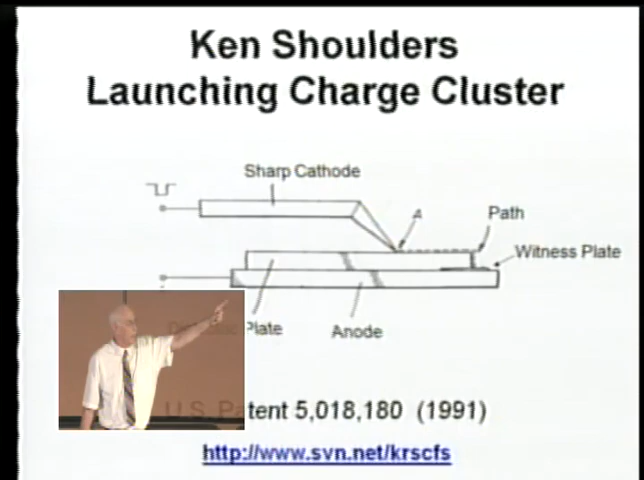 Ken Shoulders
Launching Charge Cluster
Sharp Cathode
A
Path
Witness Plate
Plate
Anode
U.S. Patent 5,018,180 (1991)
http://www.svn.net/krscfs